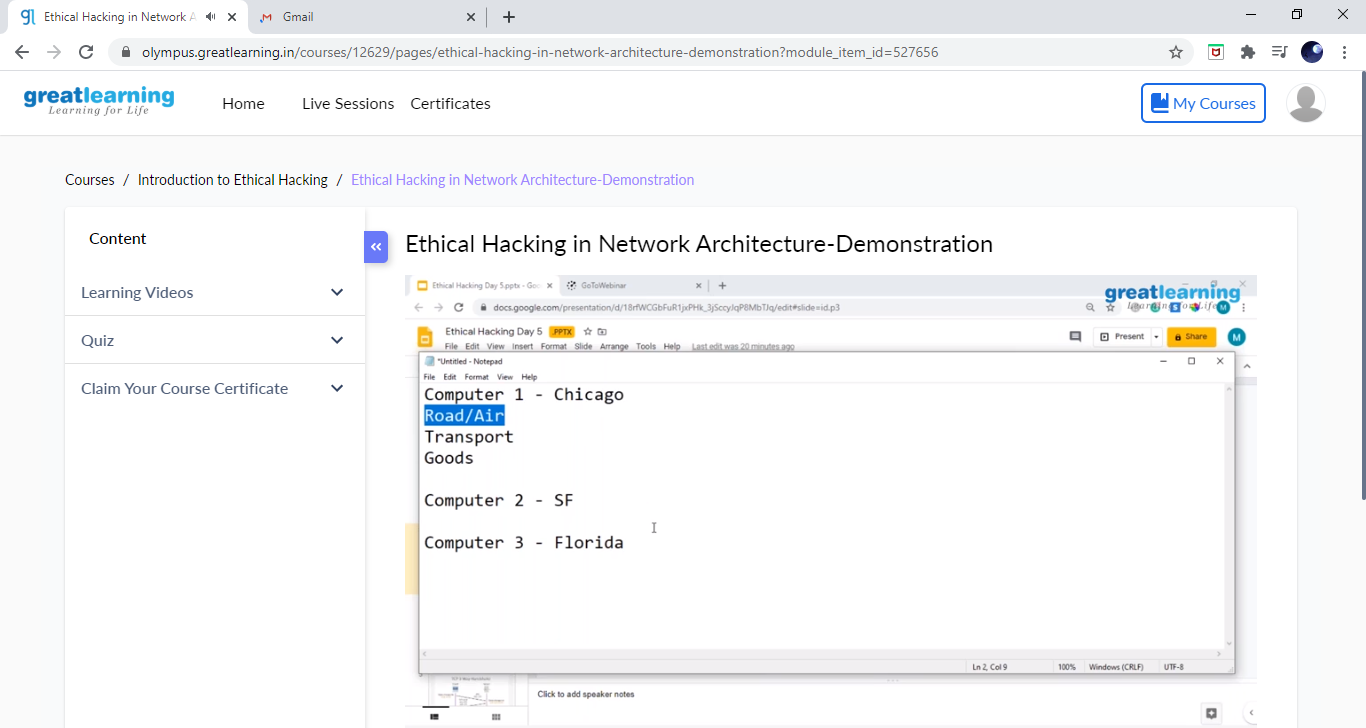 Ethical Hacking in Network A
Gmail
olympus.greatlearning.in/courses/12629/pages/ethical-hacking-in-network-architecture-demonstration?module_item_id=527656
greatlearning
Learning for Life
Home Live Sessions Certificates
My Courses
Courses / Introduction to Ethical Hacking / Ethical Hacking in Network Architecture-Demonstration
Content
Learning Videos
Quiz
Claim Your Course Certificate
«
Ethical Hacking in Network Architecture-Demonstration
Ethical Hacking Day 5.pptx - Goo
GoToWebinar
docs.google.com/presentation/d/
greatlearning
Learning for Life
Ethical Hacking Day 5 .PPTX
File Edit View Insert Format Slide Arrange Tools Help Last edit was 20 minutes ago
Present
Share
M
*Untitled - Notepad
File Edit Format View Help
Computer 1 - Chicago
Road/Air
Transport
Goods
Computer 2 - SF
Computer 3 - Florida
Ln 2, Col 9 100% Windows (CRLF) UTF-8
Click to add speaker notes